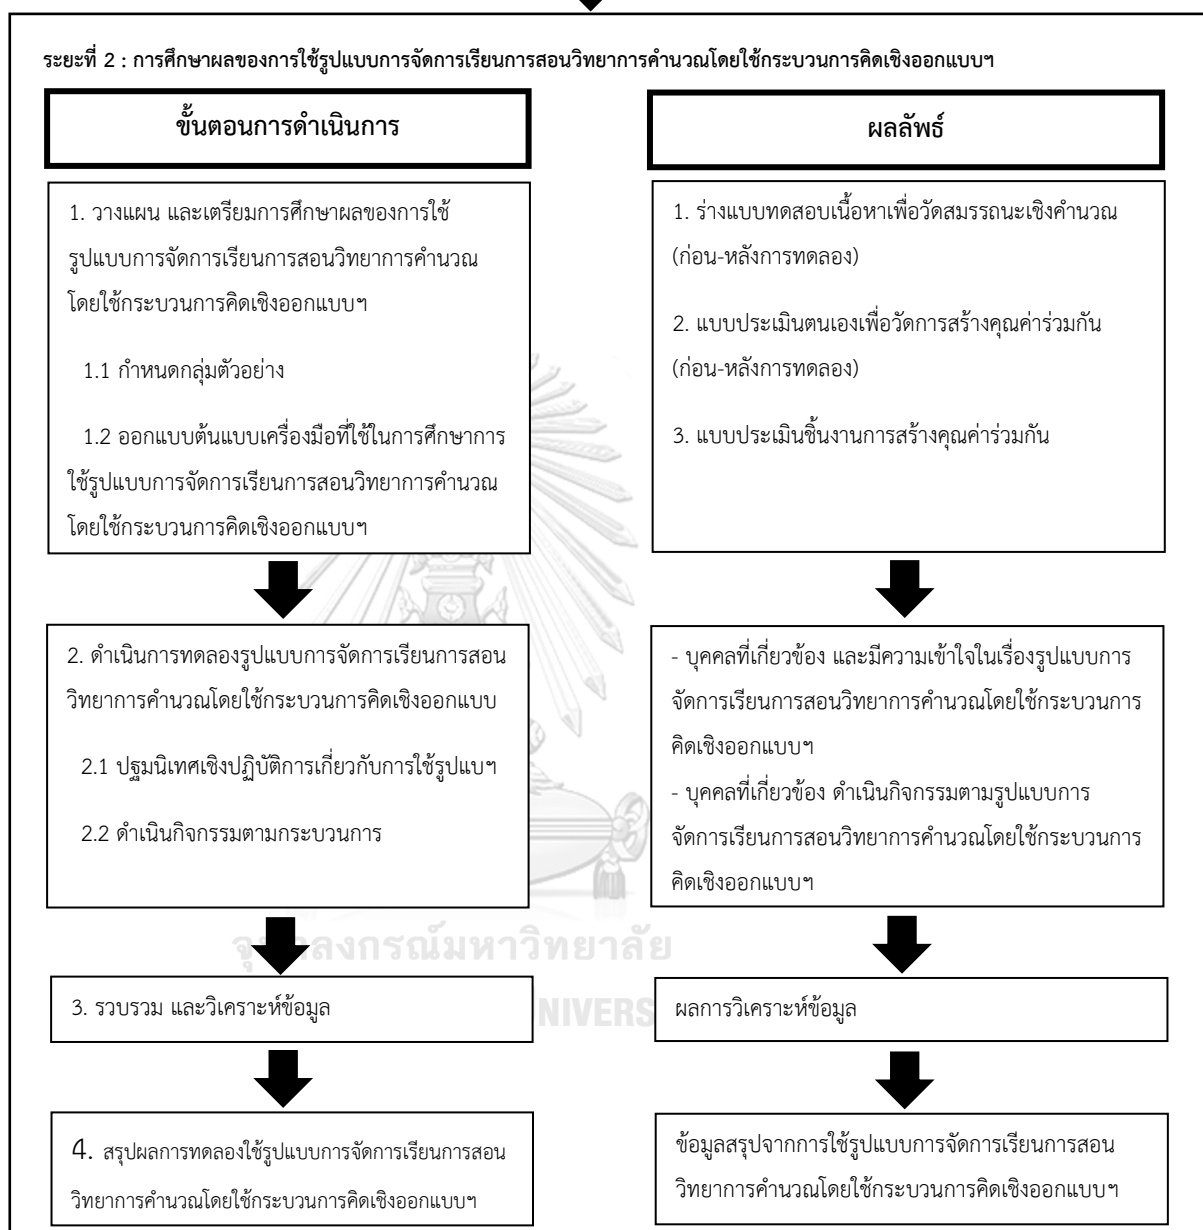 ระยะที่ 2 : การศึกษาผลของการใช้รูปแบบการจัดการเรียนการสอนวิทยาการคำนวณโดยใช้กระบวนการคิดเชิงออกแบบฯ
ขั้นตอนการดำเนินการ
1. วางแผน และเตรียมการศึกษาผลของการใช้
รูปแบบการจัดการเรียนการสอนวิทยาการคำนวณ
โดยใช้กระบวนการคิดเชิงออกแบบฯ
1.1 กำหนดกลุ่มตัวอย่าง
1.2 ออกแบบต้นแบบเครื่องมือที่ใช้ในการศึกษาการ
ใช้รูปแบบการจัดการเรียนการสอนวิทยาการคำนวณ
โดยใช้กระบวนการคิดเชิงออกแบบฯ
2. ดำเนินการทดลองรูปแบบการจัดการเรียนการสอน
วิทยาการคำนวณโดยใช้กระบวนการคิดเชิงออกแบบ
2.1 ปฐมนิเทศเชิงปฏิบัติการเกี่ยวกับการใช้รูปแบฯ
2.2 ดำเนินกิจกรรมตามกระบวนการ
3. รวบรวม และวิเคราะห์ข้อมูล
4. สรุปผลการทดลองใช้รูปแบบการจัดการเรียนการสอน
วิทยาการคำนวณโดยใช้กระบวนการคิดเชิงออกแบบฯ
ผลลัพธ์
1. ร่างแบบทดสอบเนื้อหาเพื่อวัดสมรรถนะเชิงคำนวณ
(ก่อน-หลังการทดลอง)
2. แบบประเมินตนเองเพื่อวัดการสร้างคุณค่าร่วมกัน
(ก่อน-หลังการทดลอง)
3. แบบประเมินชิ้นงานการสร้างคุณค่าร่วมกัน
- บุคคลที่เกี่ยวข้อง และมีความเข้าใจในเรื่องรูปแบบการ
จัดการเรียนการสอนวิทยาการคำนวณโดยใช้กระบวนการ
คิดเชิงออกแบบฯ
- บุคคลที่เกี่ยวข้อง ดำเนินกิจกรรมตามรูปแบบการ
จัดการเรียนการสอนวิทยาการคำนวณโดยใช้กระบวนการ
คิดเชิงออกแบบฯ
ผลการวิเคราะห์ข้อมูล
ข้อมูลสรุปจากการใช้รูปแบบการจัดการเรียนการสอน
วิทยาการคำนวณโดยใช้กระบวนการคิดเชิงออกแบบฯ